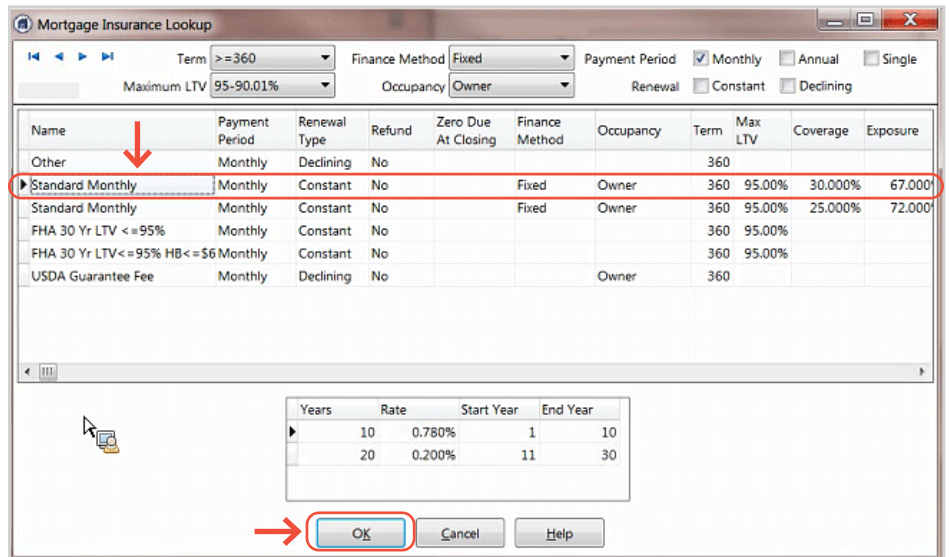 Mortgage Insurance Lookup
Term >=360 Finance Method Fixed Payment Period Monthly Annual Single
Maximum LTV 95-90.01% Occupancy Owner Renewal Constant Declining
Name Payment Period Renewal Type Refund Zero Due At Closing Finance Method Occupancy Term Max LTV Coverage Exposure
Other Monthly Declining No 360
Standard Monthly Monthly Constant No Fixed Owner 360 95.00% 30.000% 67.000
Standard Monthly Monthly Constant No Fixed Owner 360 95.00% 25.000% 72.000
FHA 30 Yr LTV <=95% Monthly Constant No 360 95.00%
FHA 30 Yr LTV<=95% HB<=$6 Monthly Constant No 360 95.00%
USDA Guarantee Fee Monthly Declining No Owner 360
Years Rate Start Year End Year
10 0.780% 1 10
20 0.200% 11 30
OK Cancel Help